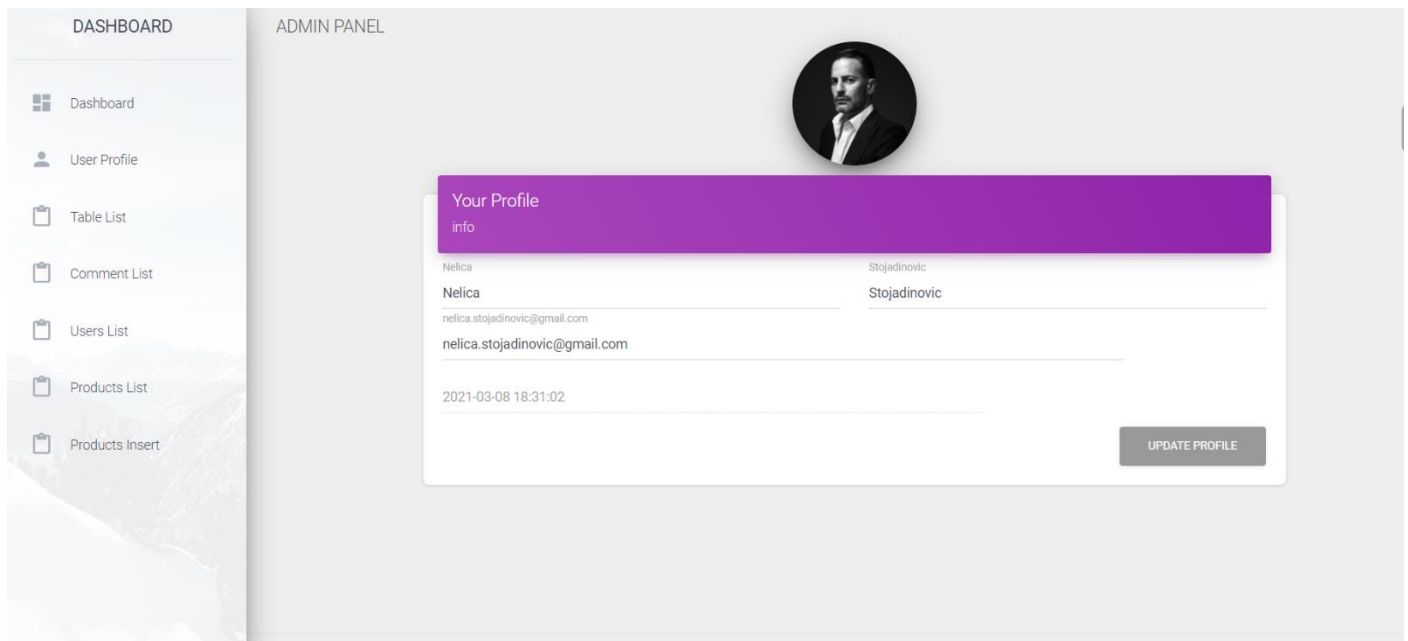 DASHBOARD
Dashboard
User Profile
Table List
Comment List
Users List
Products List
Products Insert
ADMIN PANEL
Your Profile
info
Nelica
Nelica
Stojadinovic
Stojadinovic
nelica.stojadinovic@gmail.com
nelica.stojadinovic@gmail.com
2021-03-08 18:31:02
UPDATE PROFILE